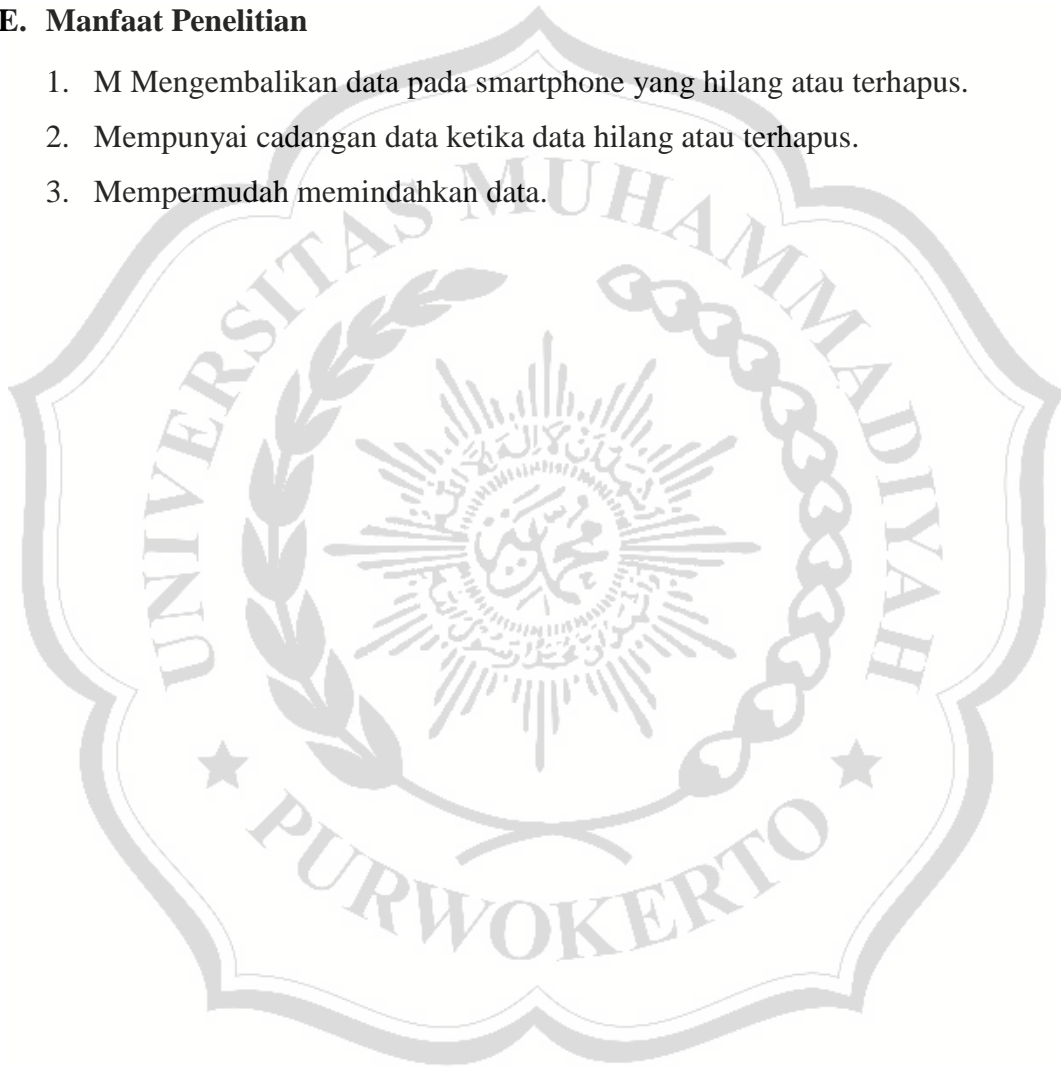 E. Manfaat Penelitian
1. M Mengembalikan data pada smartphone yang hilang atau terhapus.
2. Mempunyai cadangan data ketika data hilang atau terhapus.
3. Mempermudah memindahkan data.
UNIVERSITAS MUHAMMADIYAH
PURWOKERTO